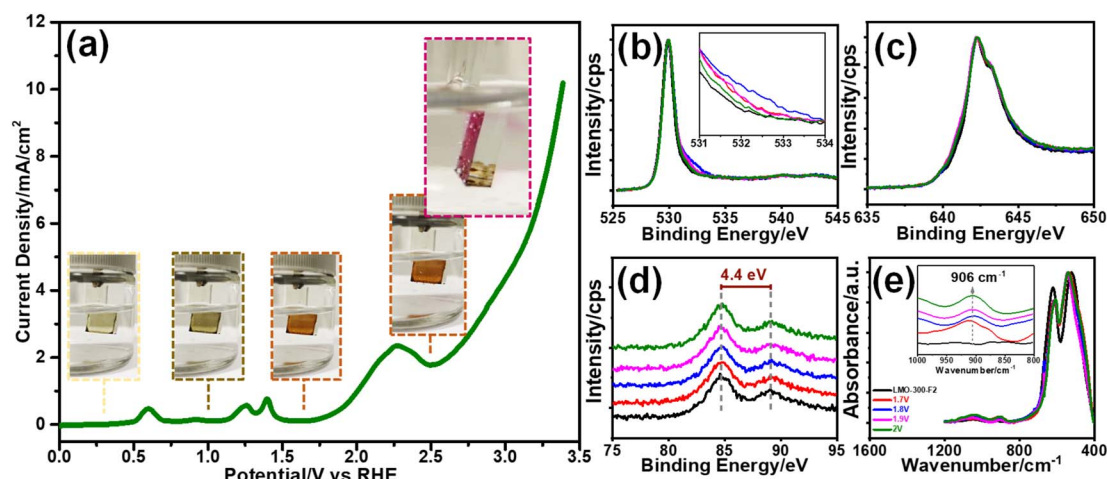 (a)
Current Density/mA/cm²
12
10
8
6
4
2
0
0.0 0.5 1.0 1.5 2.0 2.5 3.0 3.5
Potential/V vs RHE
(b)
Intensity/cps
531 532 533 534
525 530 535 540 545
Binding Energy/eV
(c)
Intensity/cps
635 640 645 650
Binding Energy/eV
(d)
4.4 eV
Intensity/cps
75 80 85 90 95
Binding Energy/eV
(e)
Absorbance/a.u.
906 cm⁻¹
1000 950 900 850 800
Wavenumber/cm⁻¹
LMO-300-F2
1.7V
1.8V
1.9V
2V
1600 1200 800 400
Wavenumber/cm⁻¹